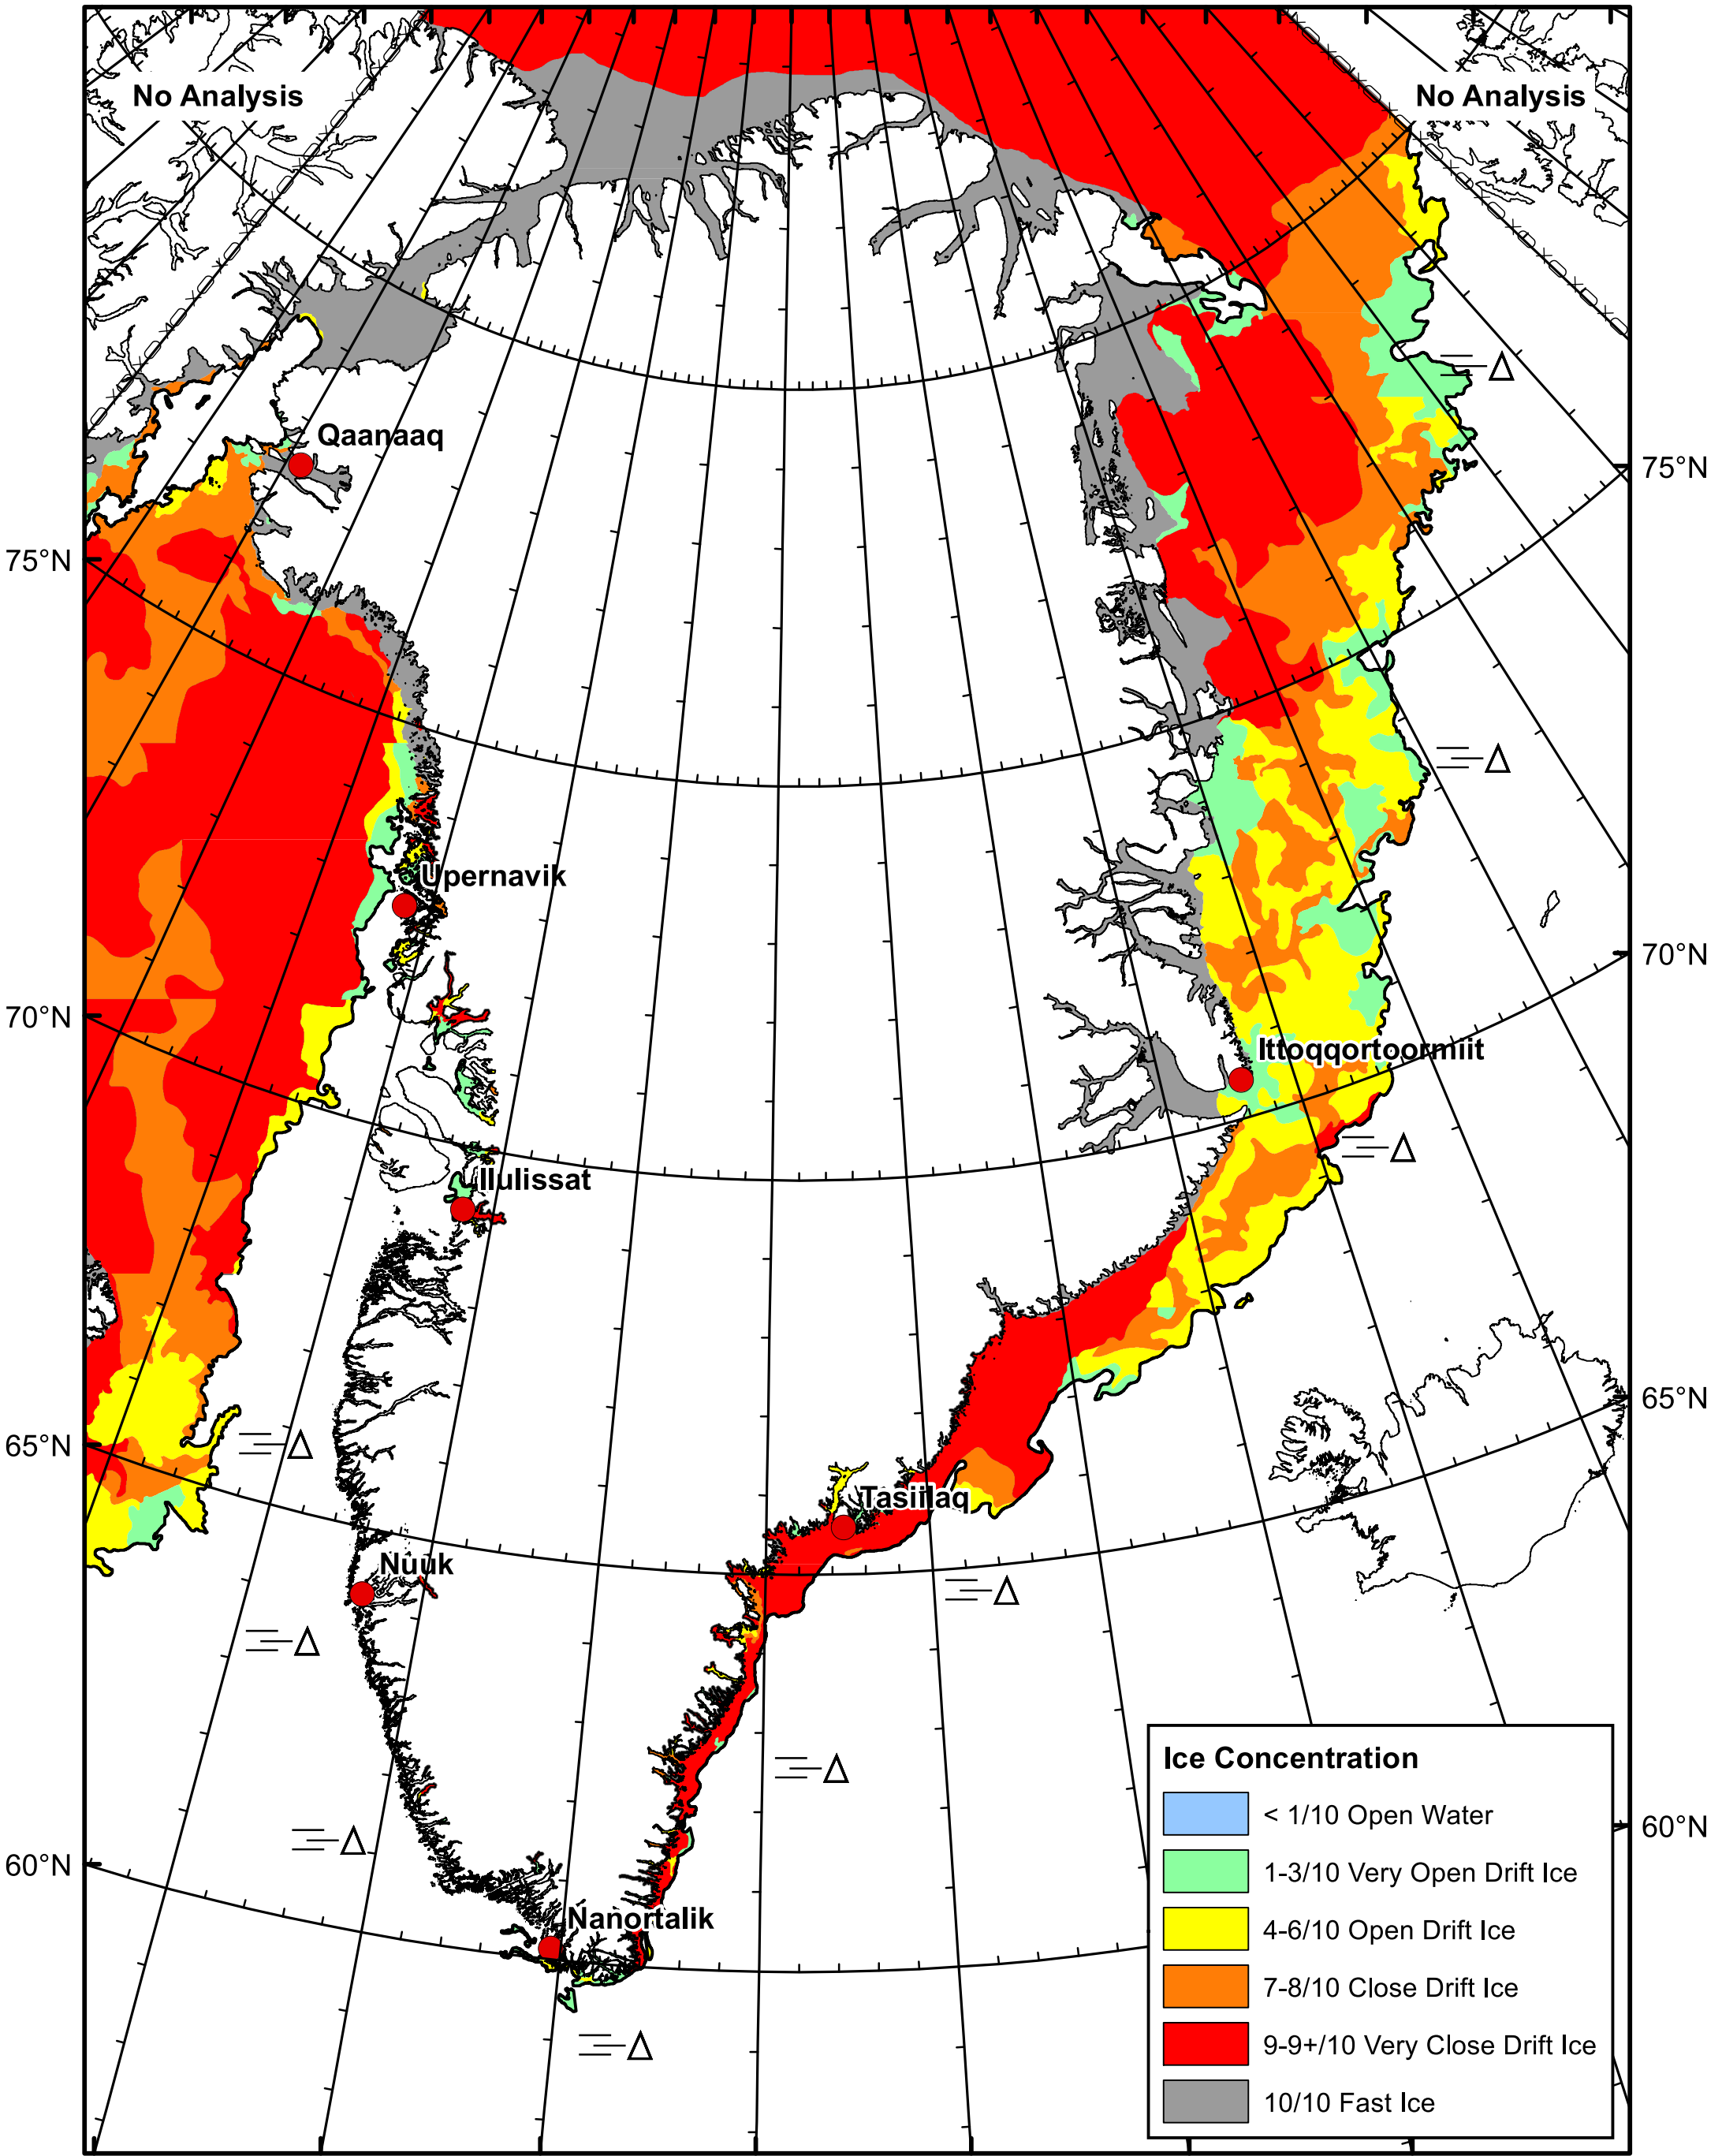 No Analysis
No Analysis
Qaanaaq
75°N
75°N
Upernavik
70°N
70°N
Ittoqqortoormiit
Ilulissat
65°N
65°N
Tasiilaq
Nuuk
Ice Concentration
< 1/10 Open Water
60°N
60°N
1-3/10 Very Open Drift Ice
Nanortalik
4-6/10 Open Drift Ice
7-8/10 Close Drift Ice
9-9+/10 Very Close Drift Ice
10/10 Fast Ice